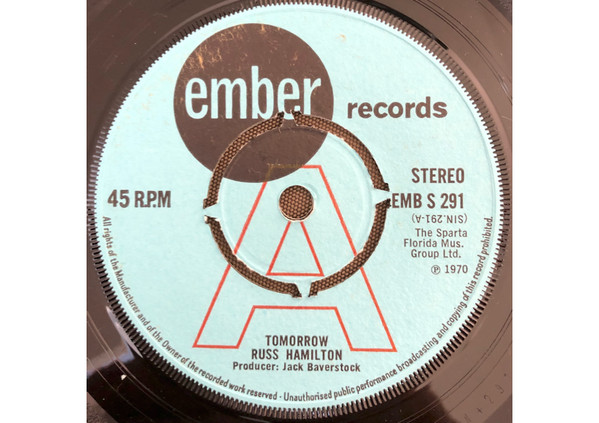 ember
records
45 R.P.M
STEREO
EMB S 291
(SIN.291-A)
The Sparta
Florida Mus.
Group Ltd.
℗ 1970
A
TOMORROW
RUSS HAMILTON
Producer: Jack Baverstock
All rights of the Manufacturer and of the Owner of the recorded work reserved · Unauthorised public performance broadcasting and copying of this record prohibited.